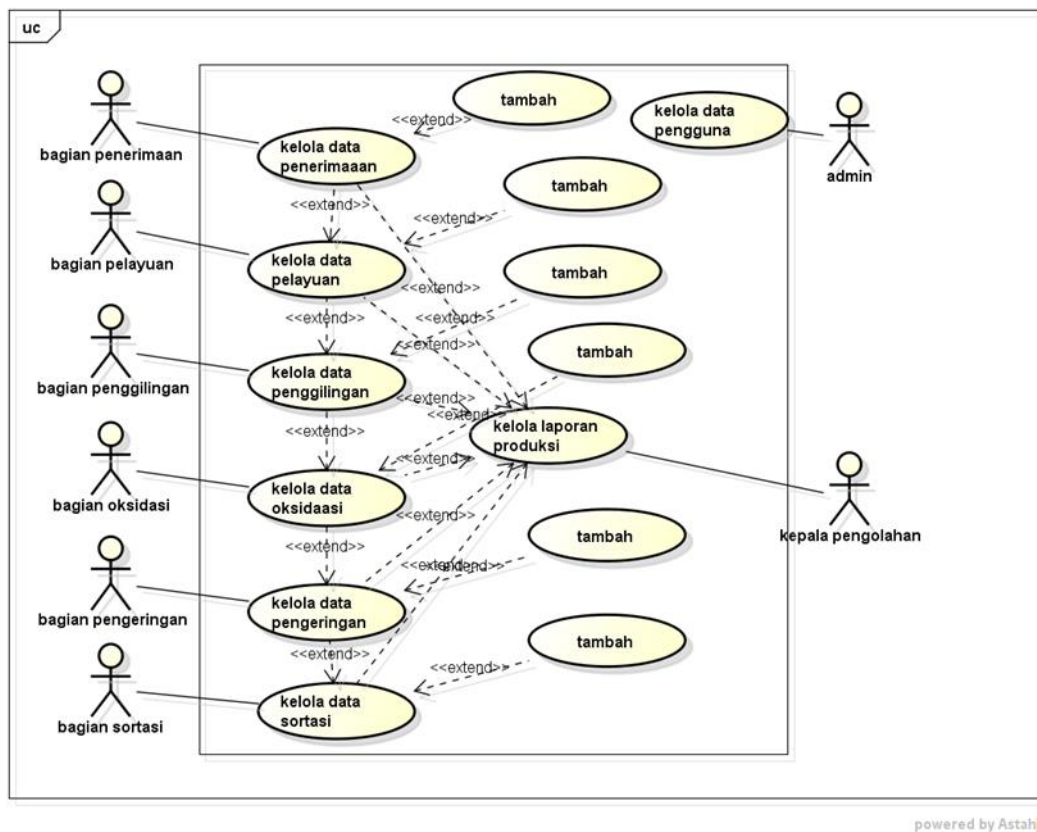 uc
tambah
<<extend>>
kelola data
pengguna
bagian penerimaan
kelola data
penerimaaan
admin
tambah
<<extend>>
<<extend>>
bagian pelayuan
kelola data
pelayuan
tambah
<<extend>>
<<extend>>
<<extend>>
<<extend>>
tambah
bagian penggilingan
kelola data
penggilingan
<<extend>>
<<extend>>
kelola laporan
produksi
<<extend>>
<<extend>>
bagian oksidasi
kelola data
oksidaasi
<<extend>>
kepala pengolahan
tambah
<<extend>>
<<extend>>
<<extend>>
bagian pengeringan
kelola data
pengeringan
tambah
<<extend>>
<<extend>>
bagian sortasi
kelola data
sortasi
powered by Astah